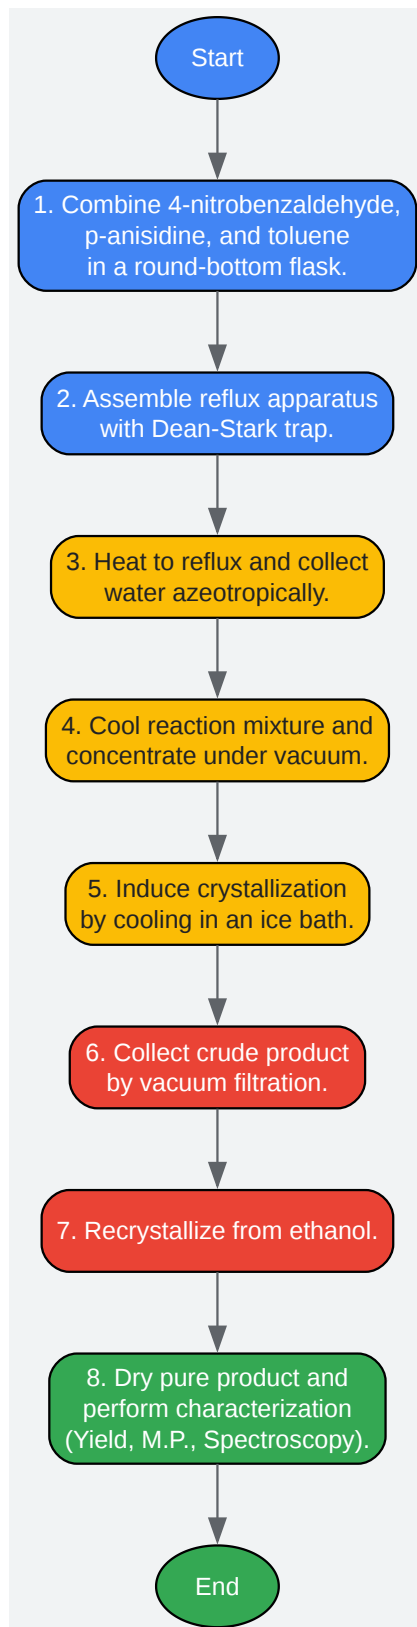 Start
1. Combine 4-nitrobenzaldehyde,
p-anisidine, and toluene
in a round-bottom flask.
2. Assemble reflux apparatus
with Dean-Stark trap.
3. Heat to reflux and collect
water azeotropically.
4. Cool reaction mixture and
concentrate under vacuum.
5. Induce crystallization
by cooling in an ice bath.
6. Collect crude product
by vacuum filtration.
7. Recrystallize from ethanol.
8. Dry pure product and
perform characterization
(Yield, M.P., Spectroscopy).
End